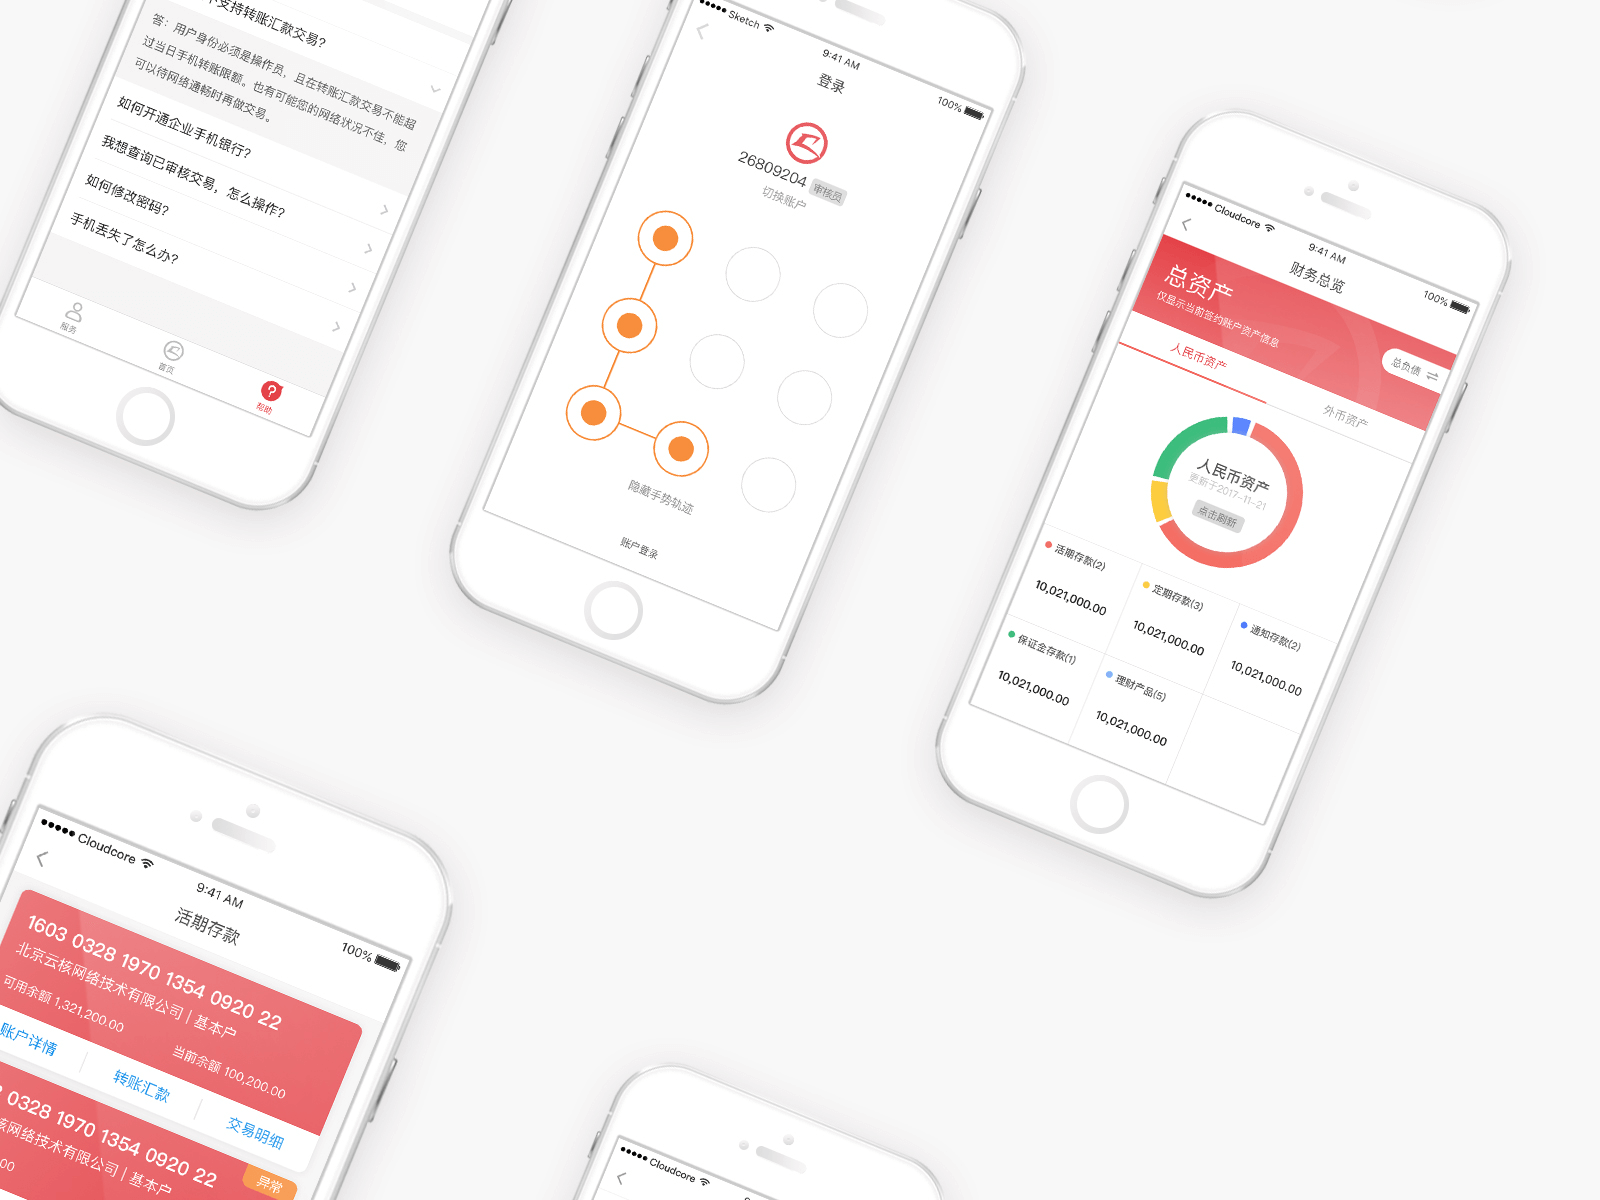 不支持转账汇款交易?
答：用户身份必须是操作员，且在转账汇款交易不能超
过当日手机转账限额。也有可能您的网络状况不佳，您
可以待网络通畅时再做交易。
如何开通企业手机银行?
我想查询已审核交易，怎么操作?
如何修改密码?
手机丢失了怎么办?
服务
首页
帮助
Sketch
9:41 AM
100%
登录
26809204 审核员
切换账户
隐藏手势轨迹
账户登录
Cloudcore
9:41 AM
100%
财务总览
总资产
仅显示当前签约账户资产信息
总负债
人民币资产
外币资产
人民币资产
更新于2017-11-21
点击刷新
活期存款(2)
10,021,000.00
定期存款(3)
10,021,000.00
通知存款(2)
10,021,000.00
保证金存款(1)
10,021,000.00
理财产品(5)
10,021,000.00
Cloudcore
9:41 AM
100%
活期存款
1603 0328 1970 1354 0920 22
北京云核网络技术有限公司 | 基本户
可用余额 1,321,200.00
当前余额 100,200.00
账户详情
转账汇款
交易明细
0328 1970 1354 0920 22
核网络技术有限公司 | 基本户
异常
Cloudcore